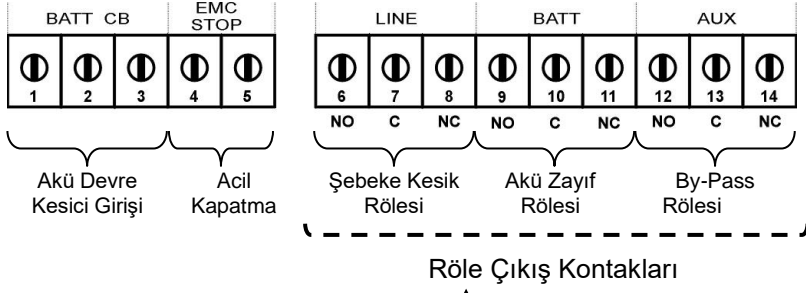 BATT CB EMC STOP LINE BATT AUX
1 2 3 4 5 6 7 8 9 10 11 12 13 14
NO C NC NO C NC NO C NC
Akü Devre Kesici Girişi
Acil Kapatma
Şebeke Kesik Rölesi
Akü Zayıf Rölesi
By-Pass Rölesi
Röle Çıkış Kontakları